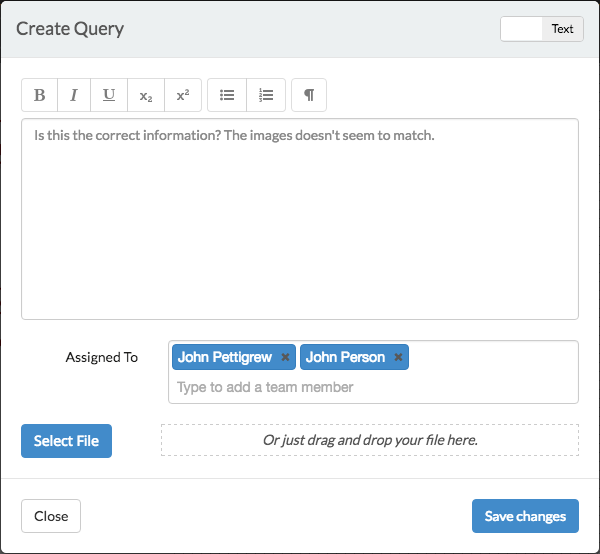 Create Query
Text
B I U x₂ x² ¶
Is this the correct information? The images doesn't seem to match.
Assigned To
John Pettigrew × John Person ×
Type to add a team member
Select File
Or just drag and drop your file here.
Close
Save changes